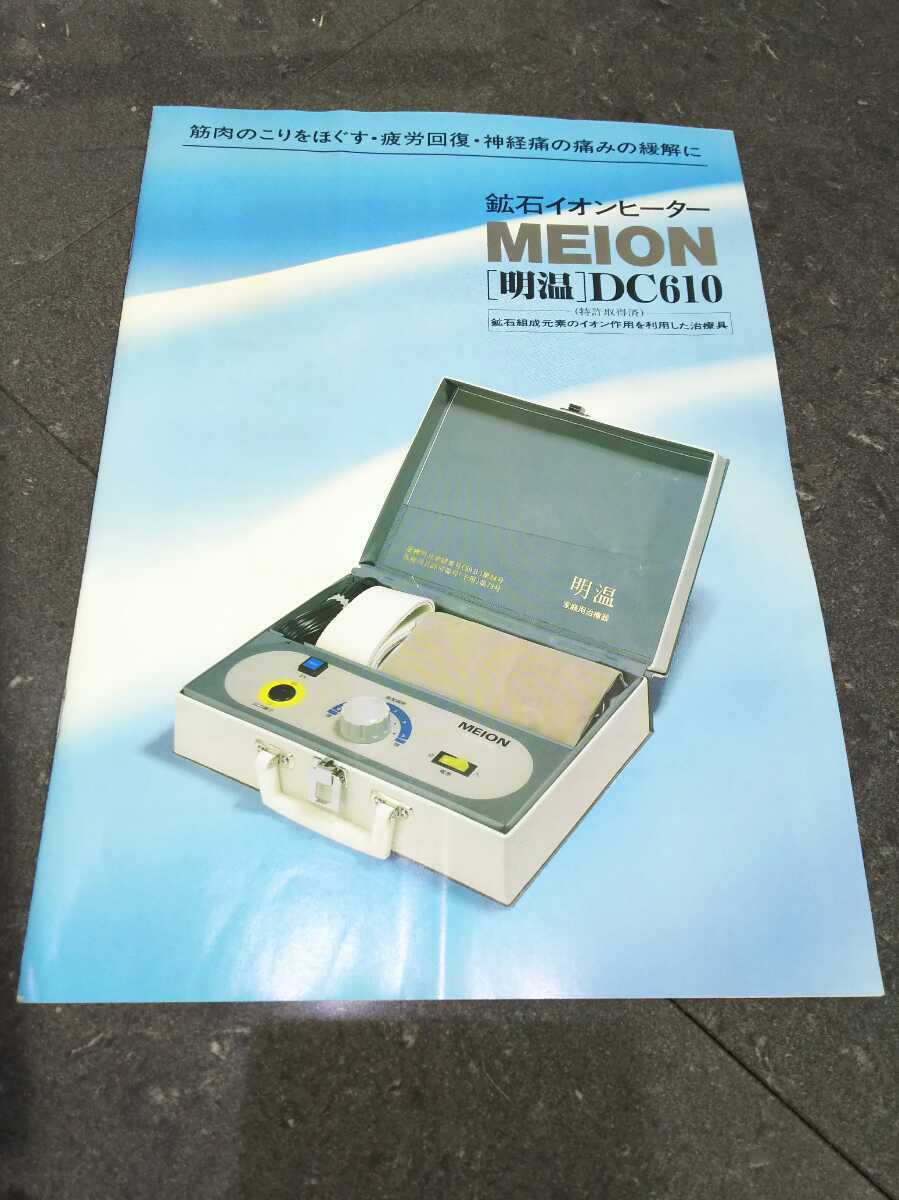 筋肉のこりをほぐす・疲労回復・神経痛の痛みの緩解に
鉱石イオンヒーター
MEION
[明温]DC610
(特許取得済)
鉱石組成元素のイオン作用を利用した治療具
明温
家庭用治療器
MEION
電源